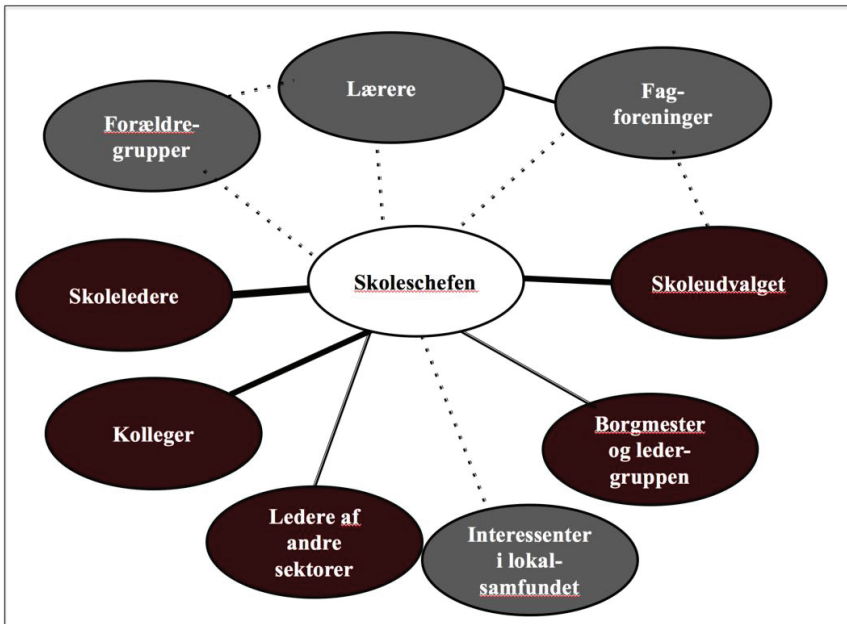 Lærere
Fag-
foreninger
Forældre-
grupper
Skoleschefen
Skoleledere
Skoleudvalget
Kolleger
Borgmester
og leder-
gruppen
Ledere af
andre
sektorer
Interessenter
i lokal-
samfundet